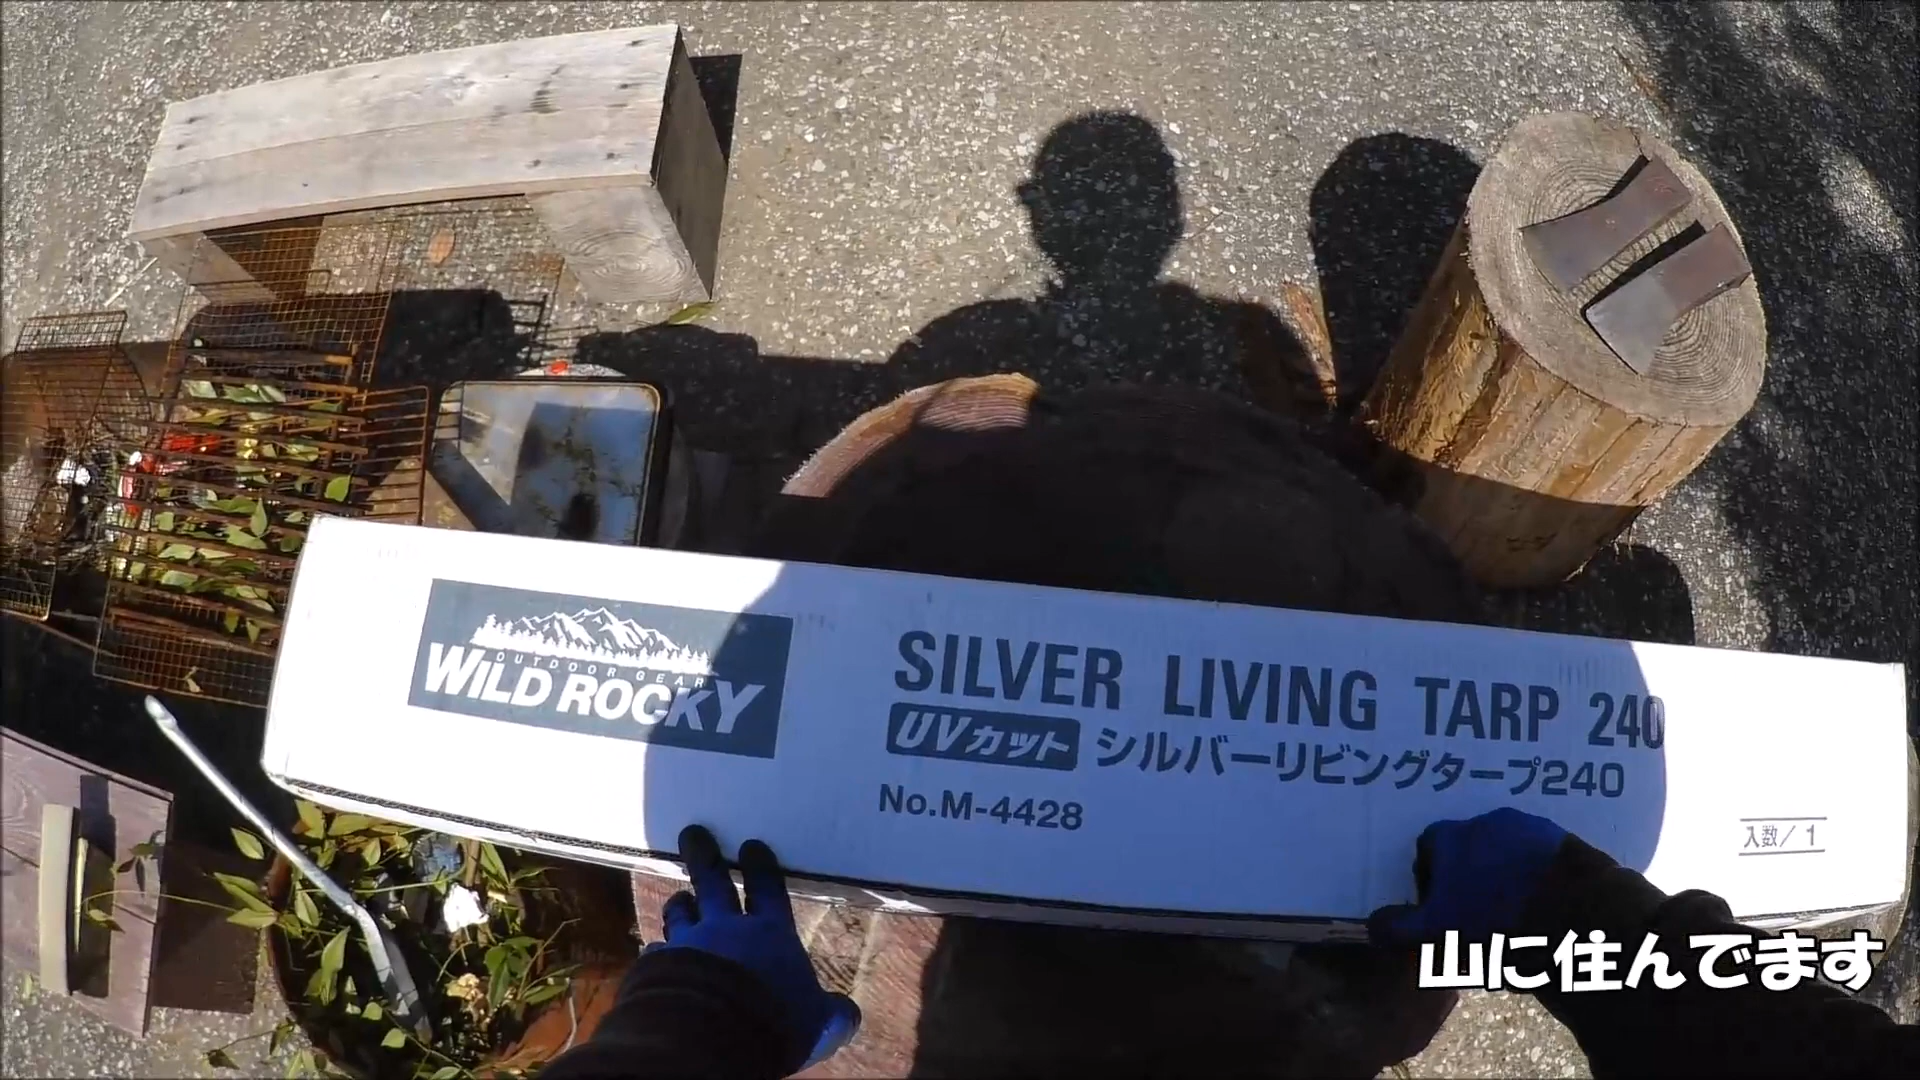 OUTDOOR GEAR
WILD ROCKY
SILVER LIVING TARP 240
UVカット シルバーリビングタープ240
No.M-4428
入数/1
山に住んでます